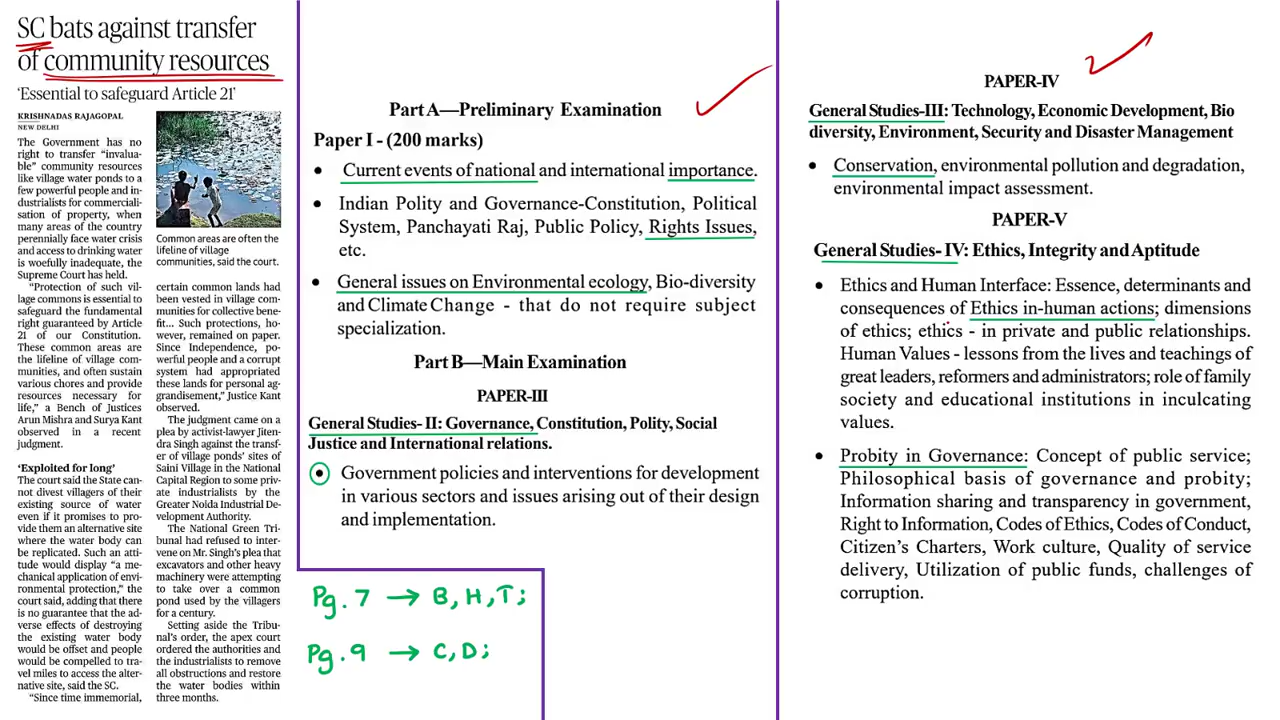 SC bats against transfer
of community resources
'Essential to safeguard Article 21'
KRISHNADAS RAJAGOPAL
NEW DELHI
The Government has no
right to transfer "invalua-
ble" community resources
like village water ponds to
a few powerful people and in-
dustrialists for commerciali-
sation of property, when
many areas of the country
perennially face water crisis
and access to drinking water
is woefully inadequate, the
Supreme Court has held.
"Protection of such vil-
lage commons is essential to
safeguard the fundamental
right guaranteed by Article
21 of our Constitution.
These common areas are
the lifeline of village com-
munities, and often sustain
various chores and provide
resources necessary for
life," a Bench of Justices
Arun Mishra and Surya Kant
observed in a recent
judgment.
'Exploited for long'
The court said the State can-
not divest villagers of their
existing source of water
even if it promises to pro-
vide them an alternative site
where the water body can
be replicated. Such an atti-
tude would display "a me-
chanical application of envi-
ronmental protection," the
court said, adding that there
is no guarantee that the ad-
verse effects of destroying
the existing water body
would be offset and people
would be compelled to tra-
vel miles to access the alter-
native site, said the SC.
"Since time immemorial,
Common areas are often the
lifeline of village
communities, said the court.
certain common lands had
been vested in village com-
munities for collective bene-
fit... Such protections, ho-
wever, remained on paper.
Since Independence, po-
werful people and a corrupt
system had appropriated
these lands for personal ag-
grandisement," Justice Kant
observed.
The judgment came on a
plea by activist-lawyer Jiten-
dra Singh against the transf-
er of village ponds' sites of
Saini Village in the National
Capital Region to some priv-
ate industrialists by the
Greater Noida Industrial De-
velopment Authority.
The National Green Tri-
bunal had refused to inter-
vene on Mr. Singh's plea that
excavators and other heavy
machinery were attempting
to take over a common
pond used by the villagers
for a century.
Setting aside the Tribu-
nal's order, the apex court
ordered the authorities and
the industrialists to remove
all obstructions and restore
the water bodies within
three months.
Part A—Preliminary Examination
Paper I - (200 marks)
• Current events of national and international importance.
• Indian Polity and Governance-Constitution, Political
System, Panchayati Raj, Public Policy, Rights Issues,
etc.
• General issues on Environmental ecology, Bio-diversity
and Climate Change - that do not require subject
specialization.
Part B—Main Examination
PAPER-III
General Studies- II: Governance, Constitution, Polity, Social
Justice and International relations.
• Government policies and interventions for development
in various sectors and issues arising out of their design
and implementation.
Pg. 7 → B, H, T;
Pg. 9 → C, D;
PAPER-IV
General Studies-III: Technology, Economic Development, Bio
diversity, Environment, Security and Disaster Management
• Conservation, environmental pollution and degradation,
environmental impact assessment.
PAPER-V
General Studies- IV: Ethics, Integrity and Aptitude
• Ethics and Human Interface: Essence, determinants and
consequences of Ethics in-human actions; dimensions
of ethics; ethics - in private and public relationships.
Human Values - lessons from the lives and teachings of
great leaders, reformers and administrators; role of family
society and educational institutions in inculcating
values.
• Probity in Governance: Concept of public service;
Philosophical basis of governance and probity;
Information sharing and transparency in government,
Right to Information, Codes of Ethics, Codes of Conduct,
Citizen's Charters, Work culture, Quality of service
delivery, Utilization of public funds, challenges of
corruption.